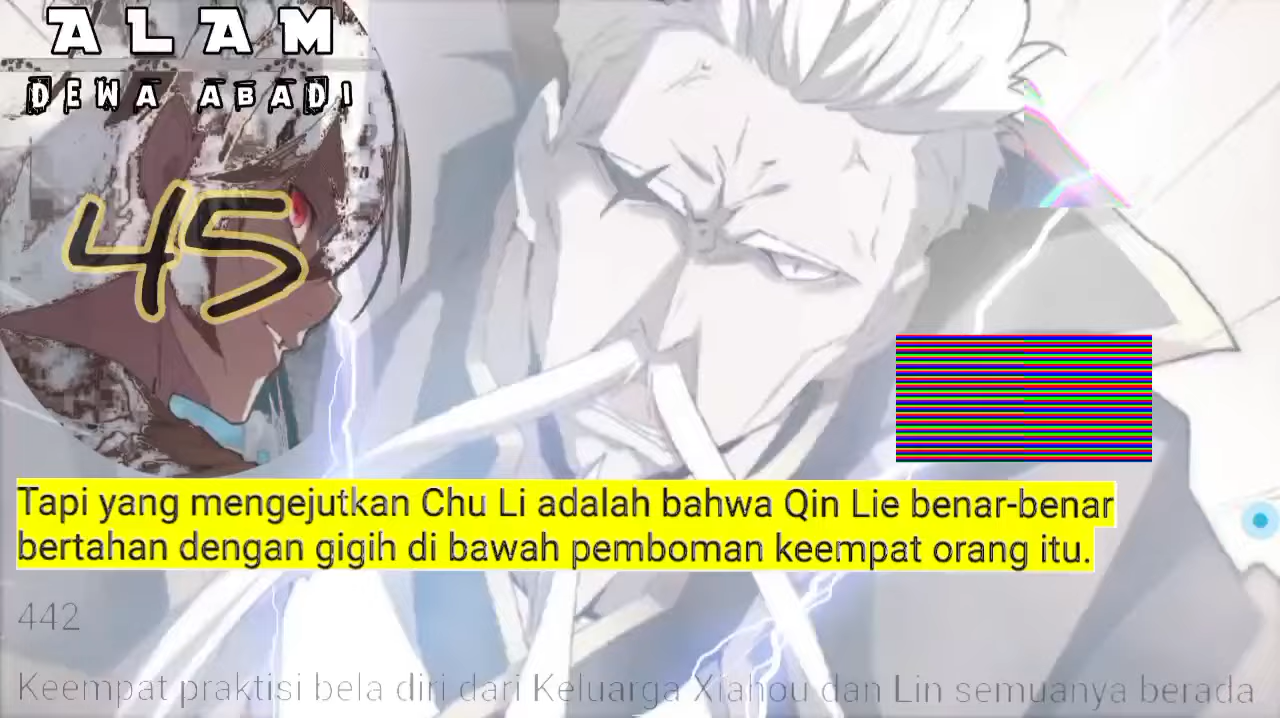 ALAM
DEWA ABADI
45
Tapi yang mengejutkan Chu Li adalah bahwa Qin Lie benar-benar
bertahan dengan gigih di bawah pemboman keempat orang itu.
442
Keempat praktisi bela diri dari Keluarga Xiahou dan Lin semuanya berada